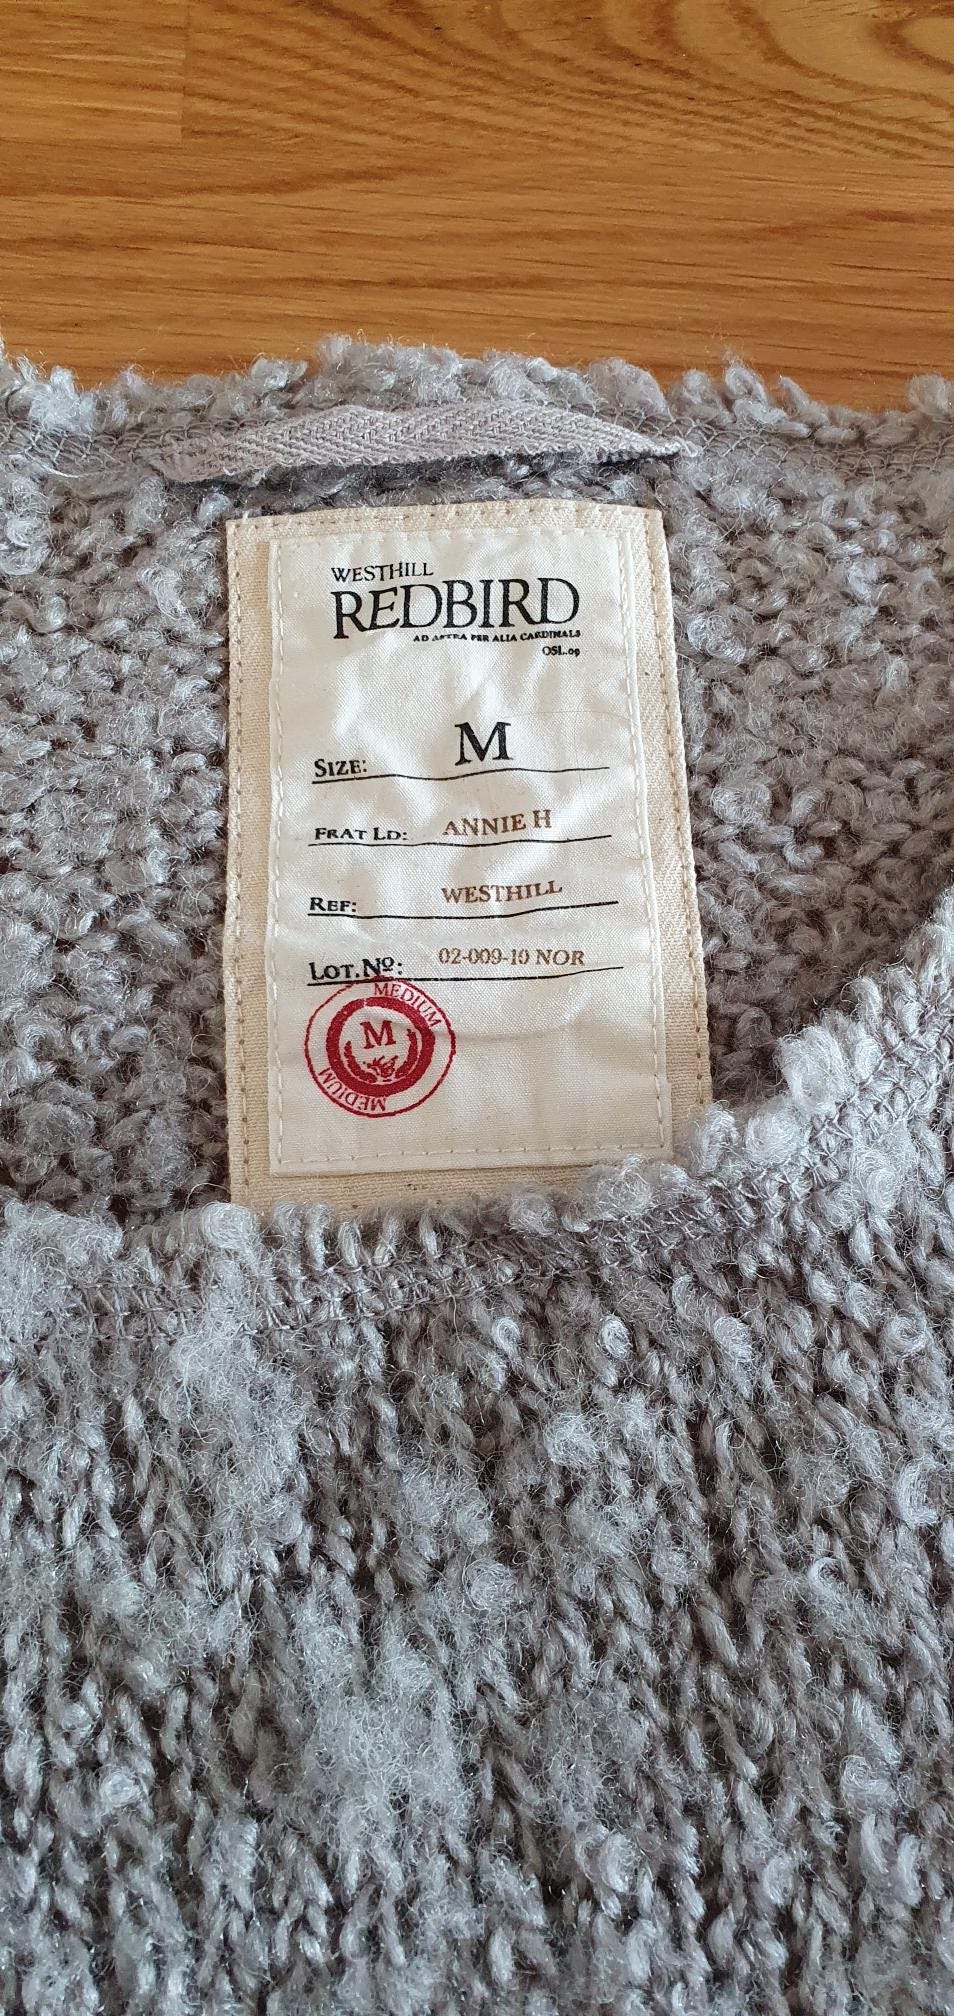 WESTHILL
REDBIRD
AD ASTRA PER ALIA CARDINALS
OSL.09
SIZE: M
FRAT LD: ANNIE H
REF: WESTHILL
LOT.Nº: 02-009-10 NOR
MEDIUM
M
MEDIUM
MEDIUM